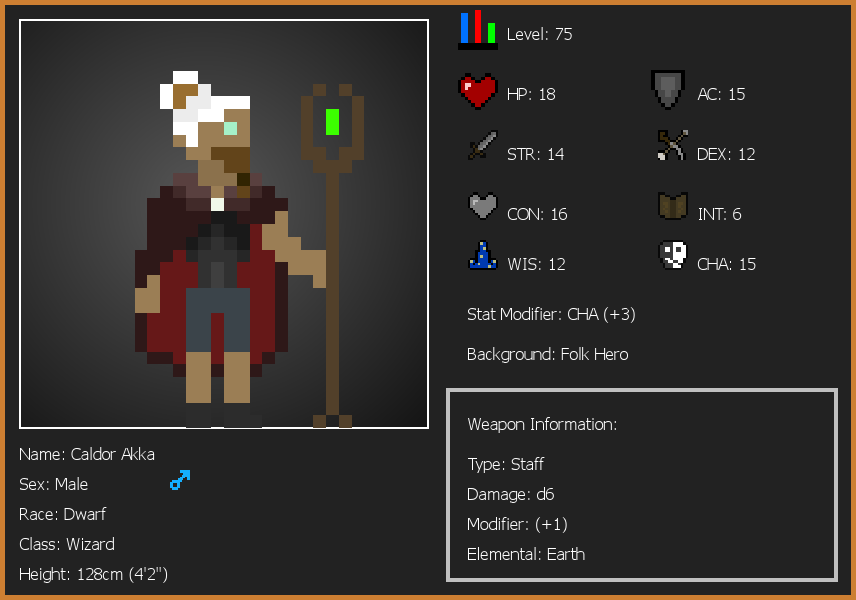 Level: 75
HP: 18
AC: 15
STR: 14
DEX: 12
CON: 16
INT: 6
WIS: 12
CHA: 15
Stat Modifier: CHA (+3)
Background: Folk Hero
Weapon Information:
Type: Staff
Damage: d6
Modifier: (+1)
Elemental: Earth
Name: Caldor Akka
Sex: Male
Race: Dwarf
Class: Wizard
Height: 128cm (4'2")